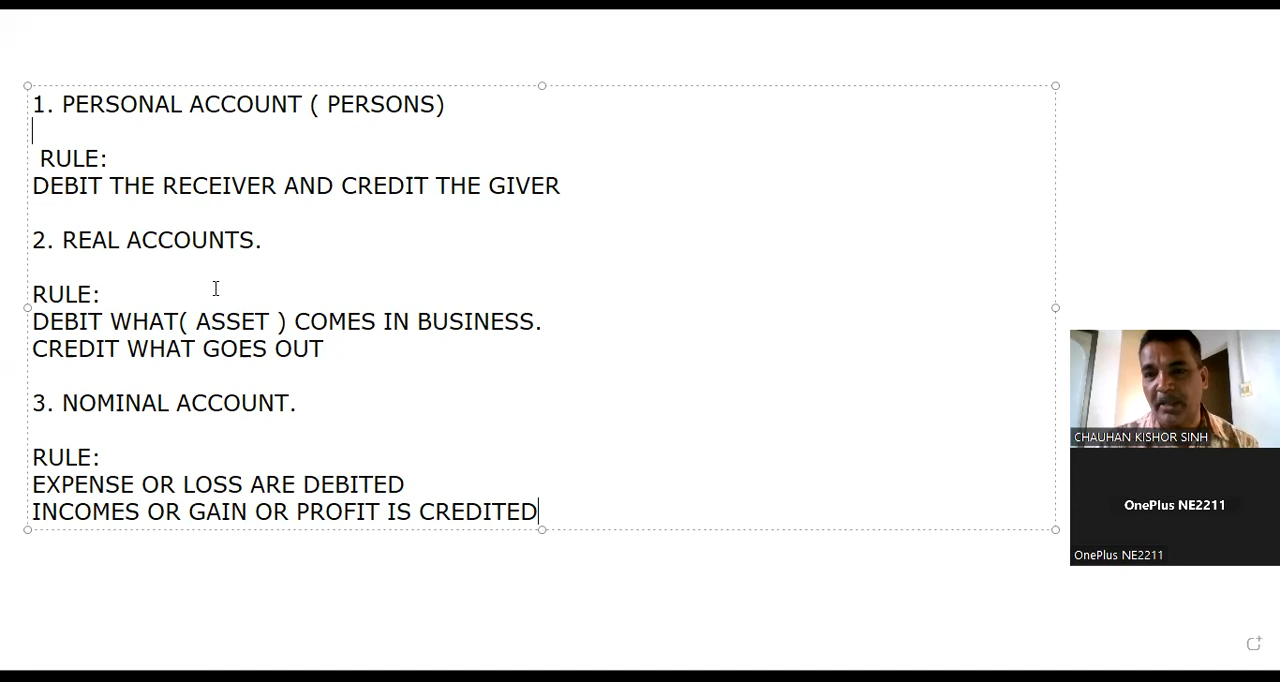 1. PERSONAL ACCOUNT ( PERSONS)
RULE:
DEBIT THE RECEIVER AND CREDIT THE GIVER
2. REAL ACCOUNTS.
RULE:
DEBIT WHAT( ASSET ) COMES IN BUSINESS.
CREDIT WHAT GOES OUT
3. NOMINAL ACCOUNT.
RULE:
EXPENSE OR LOSS ARE DEBITED
INCOMES OR GAIN OR PROFIT IS CREDITED
CHAUHAN KISHOR SINH
OnePlus NE2211
OnePlus NE2211